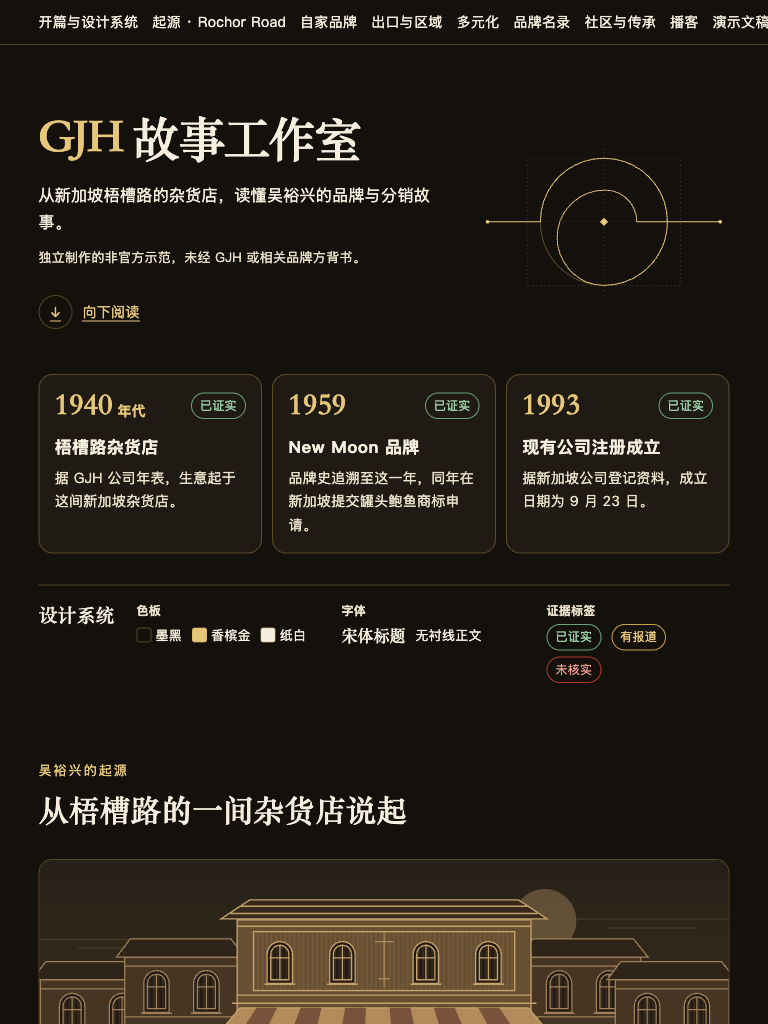 开篇与设计系统 起源 · Rochor Road 自家品牌 出口与区域 多元化 品牌名录 社区与传承 播客 演示文稿
GJH 故事工作室
从新加坡梧槽路的杂货店，读懂吴裕兴的品牌与分销故
事。
独立制作的非官方示范，未经 GJH 或相关品牌方背书。
向下阅读
1940 年代 已证实
梧槽路杂货店
据 GJH 公司年表，生意起于
这间新加坡杂货店。
1959 已证实
New Moon 品牌
品牌史追溯至这一年，同年在
新加坡提交罐头鲍鱼商标申
请。
1993 已证实
现有公司注册成立
据新加坡公司登记资料，成立
日期为 9 月 23 日。
设计系统
色板
墨黑 香槟金 纸白
字体
宋体标题 无衬线正文
证据标签
已证实 有报道
未核实
吴裕兴的起源
从梧槽路的一间杂货店说起